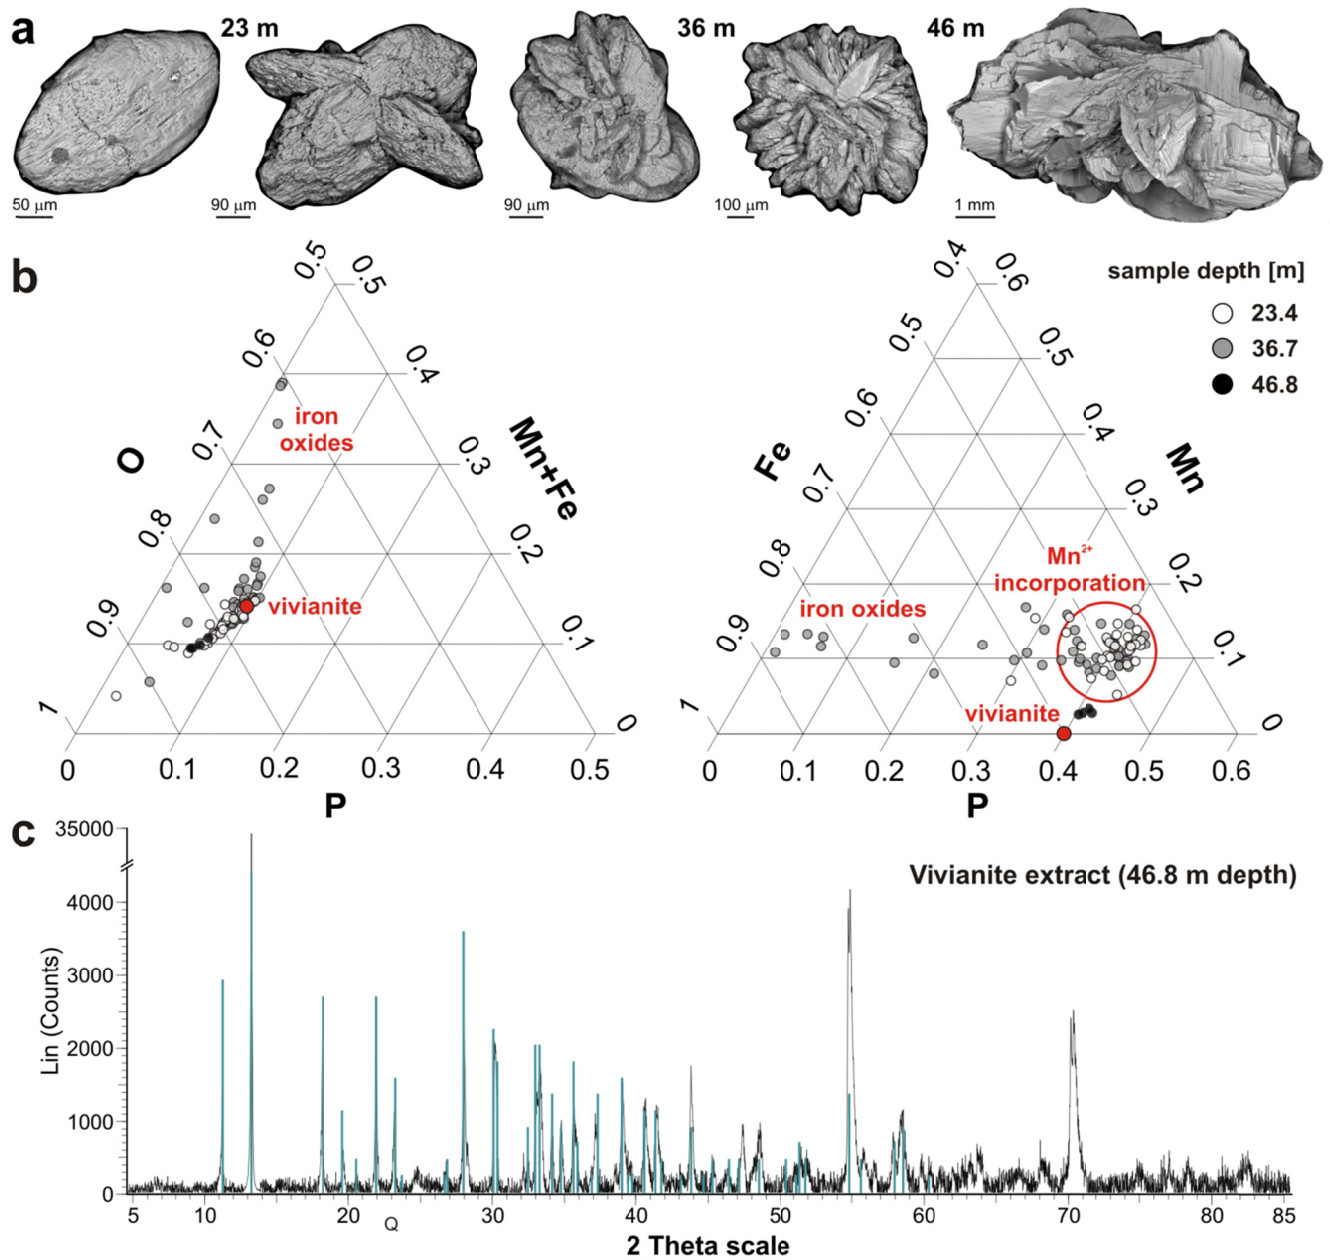 a
23 m
36 m
46 m
50 µm
90 µm
90 µm
100 µm
1 mm
b
0.5
0.5
0.6
0.4
0.7
0.3
0.8
0.2
0.9
0.1
1
0
O
Mn+Fe
iron
oxides
vivianite
0
0.1
0.2
0.3
0.4
0.5
P
0.4
0.6
0.5
0.5
0.6
0.4
0.7
0.3
0.8
0.2
0.9
0.1
1
0
Fe
Mn
Mn²⁺
incorporation
iron oxides
vivianite
0
0.1
0.2
0.3
0.4
0.5
0.6
P
sample depth [m]
23.4
36.7
46.8
c
Vivianite extract (46.8 m depth)
35000
4000
3000
2000
1000
0
Lin (Counts)
5
10
20
Q
30
40
50
60
70
80
85
2 Theta scale